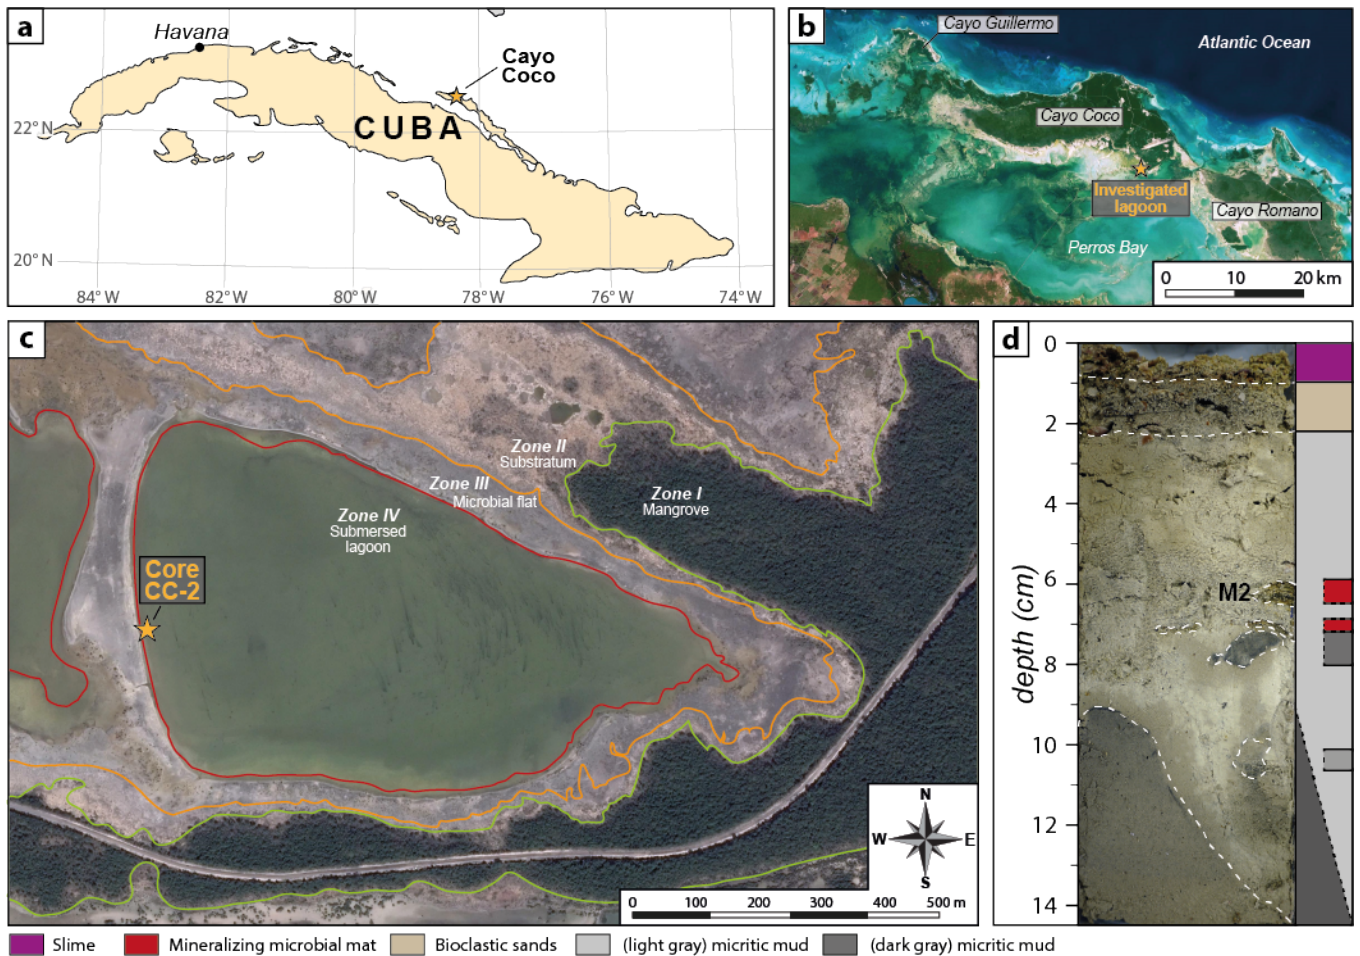 a
Havana
Cayo
Coco
CUBA
22°N
20°N
84°W
82°W
80°W
78°W
76°W
74°W
b
Cayo Guillermo
Atlantic Ocean
Cayo Coco
Investigated
lagoon
Cayo Romano
Perros Bay
0 10 20 km
c
Zone II
Substratum
Zone III
Microbial flat
Zone I
Mangrove
Zone IV
Submersed
lagoon
Core
CC-2
N
W E
S
0 100 200 300 400 500 m
d
0
2
4
6
8
10
12
14
depth (cm)
M2
Slime
Mineralizing microbial mat
Bioclastic sands
(light gray) micritic mud
(dark gray) micritic mud